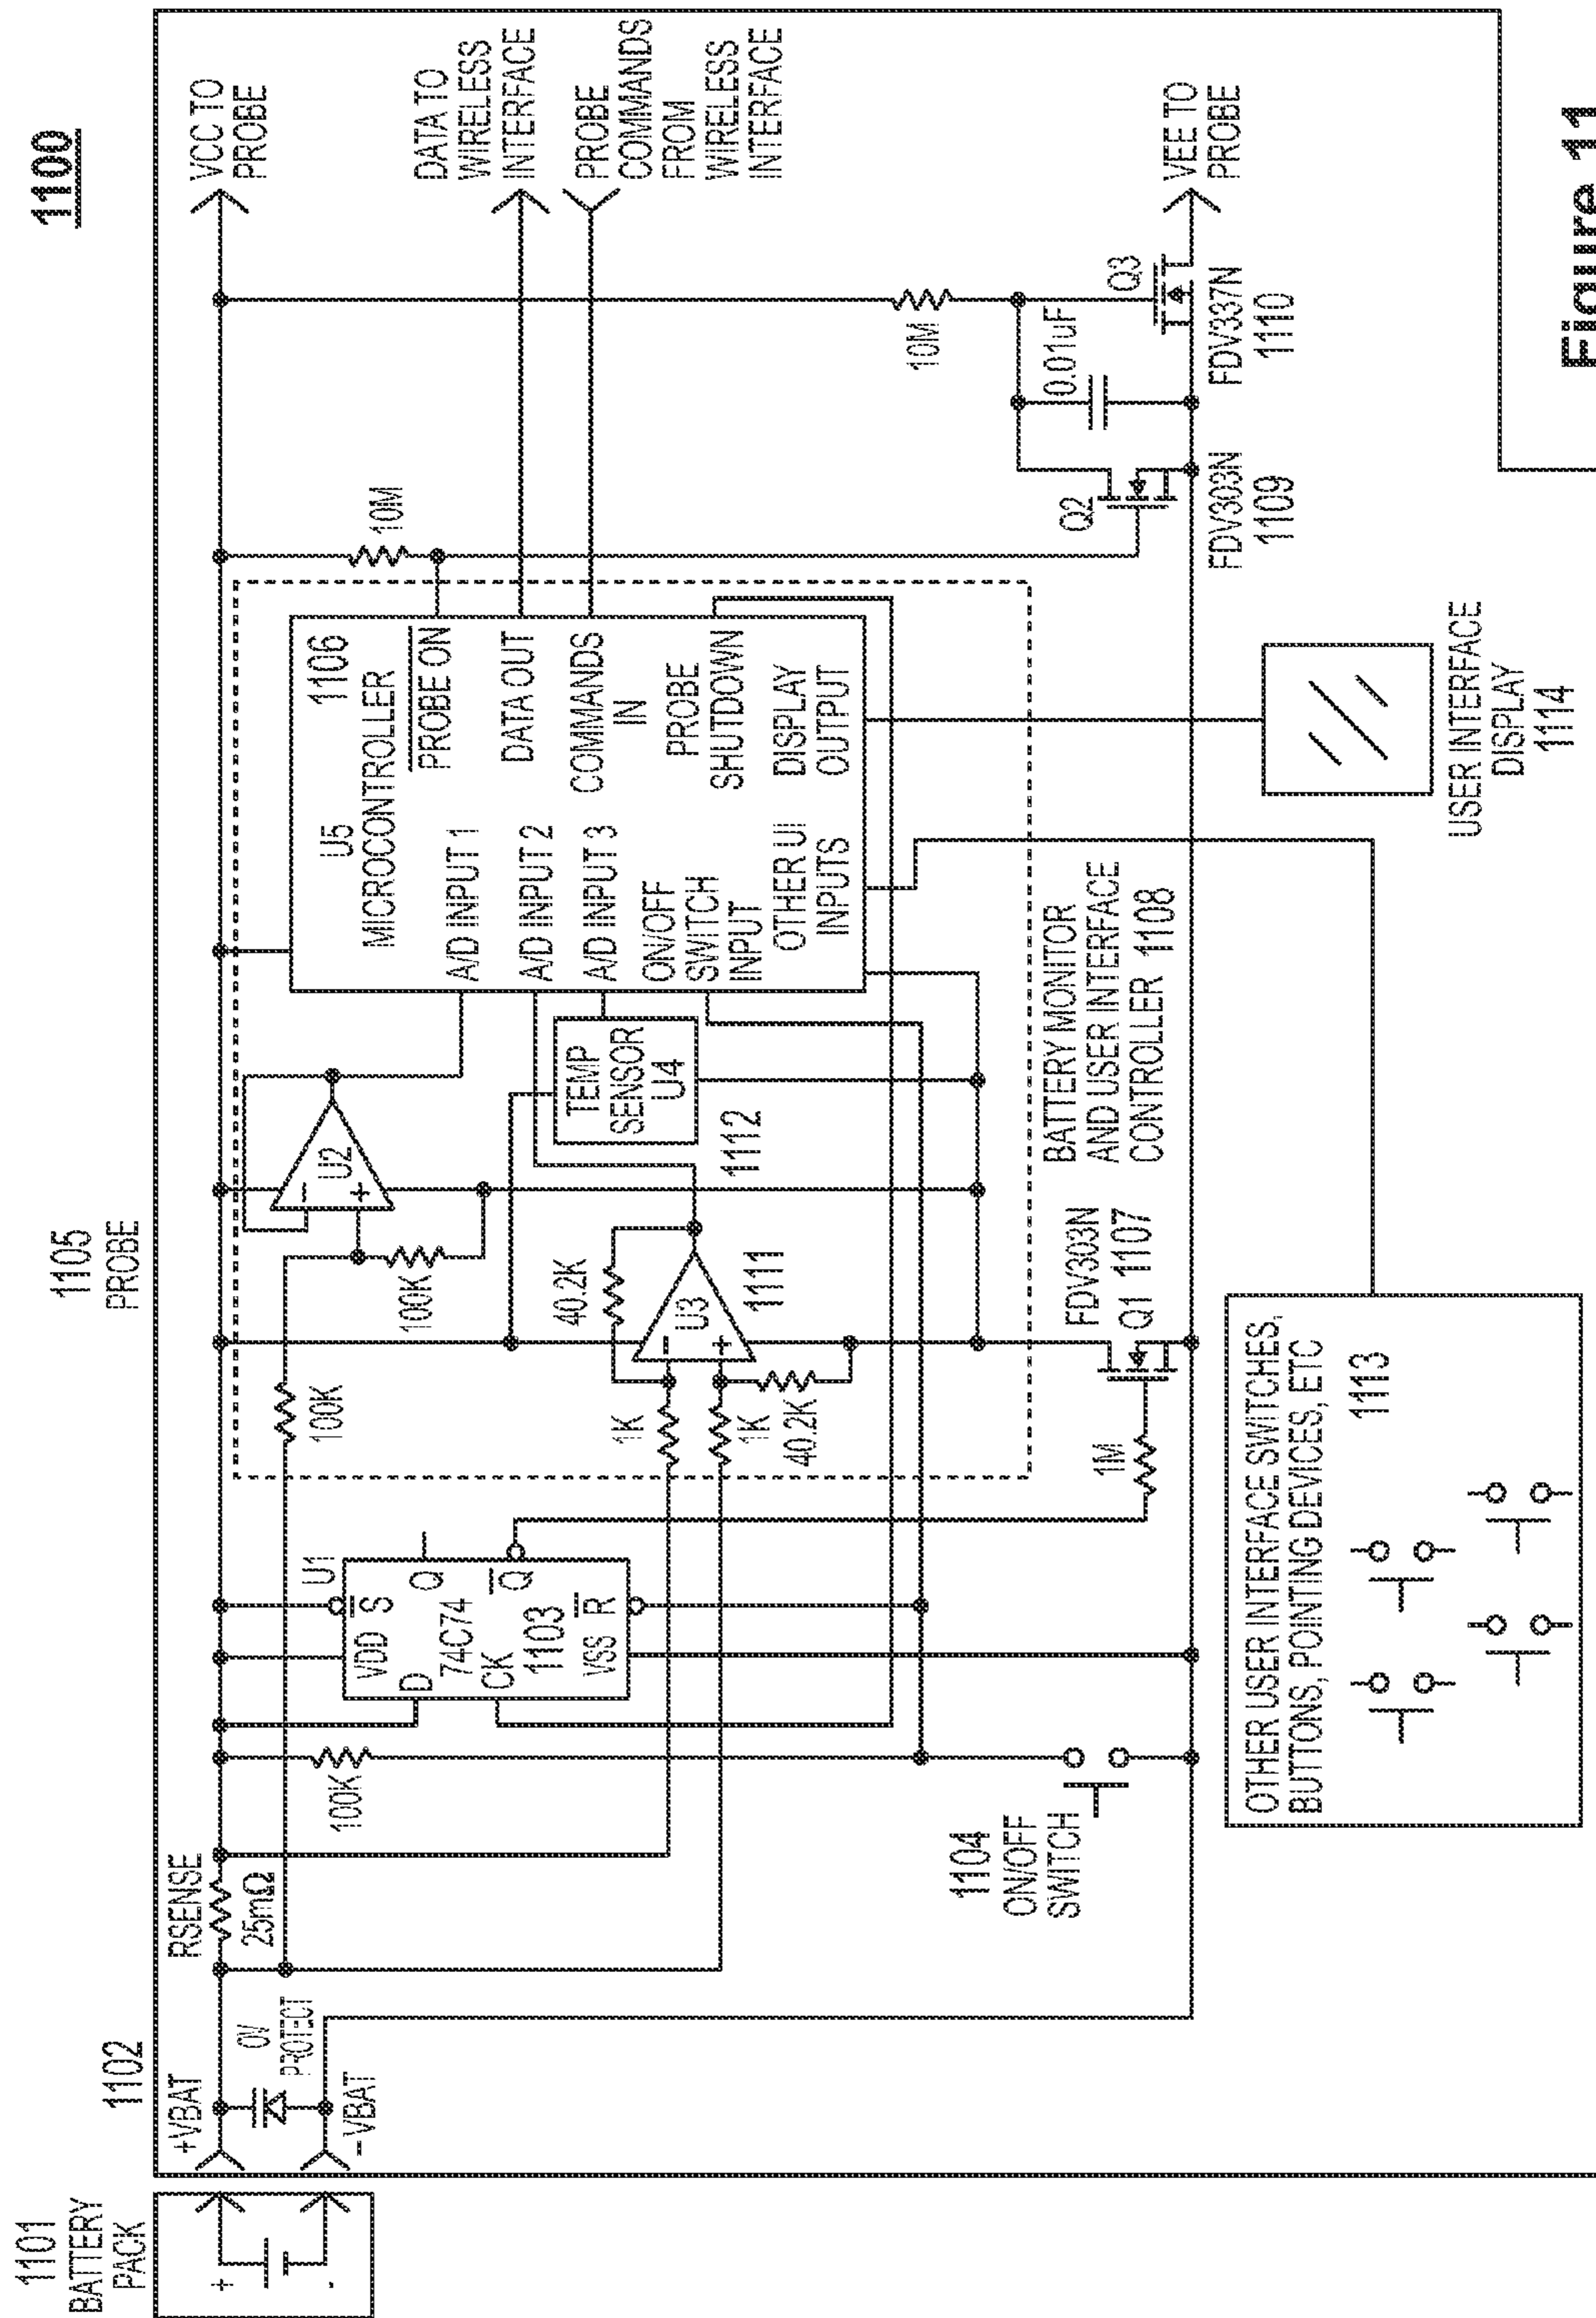 1100
1101
BATTERY
PACK
+
-
1102
+VBAT
OV
PROTECT
-VBAT
RSENSE
25mΩ
1105
PROBE
100K
1104
ON/OFF
SWITCH
U1
VDD S
D
Q
74C74
CK
Q
1103
VSS R
100K
100K
U2
-
+
1K
1K
40.2K
40.2K
U3
-
+
1111
TEMP
SENSOR
U4
1112
1M
FDV303N
Q1 1107
BATTERY MONITOR
AND USER INTERFACE
CONTROLLER 1108
U5
1106
MICROCONTROLLER
A/D INPUT 1
A/D INPUT 2
A/D INPUT 3
ON/OFF
SWITCH
INPUT
OTHER UI
INPUTS
PROBE ON
DATA OUT
COMMANDS
IN
PROBE
SHUTDOWN
DISPLAY
OUTPUT
10M
Q2
FDV303N
1109
10M
0.01uF
Q3
FDV337N
1110
VCC TO
PROBE
DATA TO
WIRELESS
INTERFACE
PROBE
COMMANDS
FROM
WIRELESS
INTERFACE
VEE TO
PROBE
OTHER USER INTERFACE SWITCHES,
BUTTONS, POINTING DEVICES, ETC
1113
USER INTERFACE
DISPLAY
1114
Figure 11